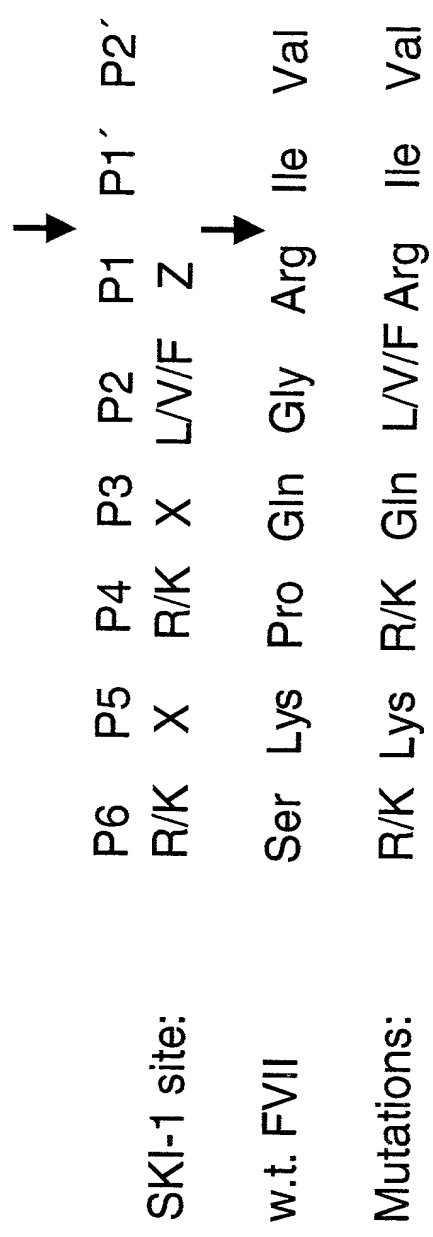 P6 P5 P4 P3 P2 P1 P1´ P2´
SKI-1 site: R/K X R/K X L/V/F Z
w.t. FVII Ser Lys Pro Gln Gly Arg Ile Val
Mutations: R/K Lys R/K Gln L/V/F Arg Ile Val